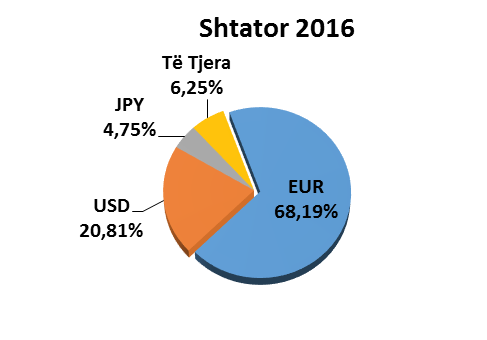 Shtator 2016
Të Tjera
6,25%
JPY
4,75%
EUR
68,19%
USD
20,81%